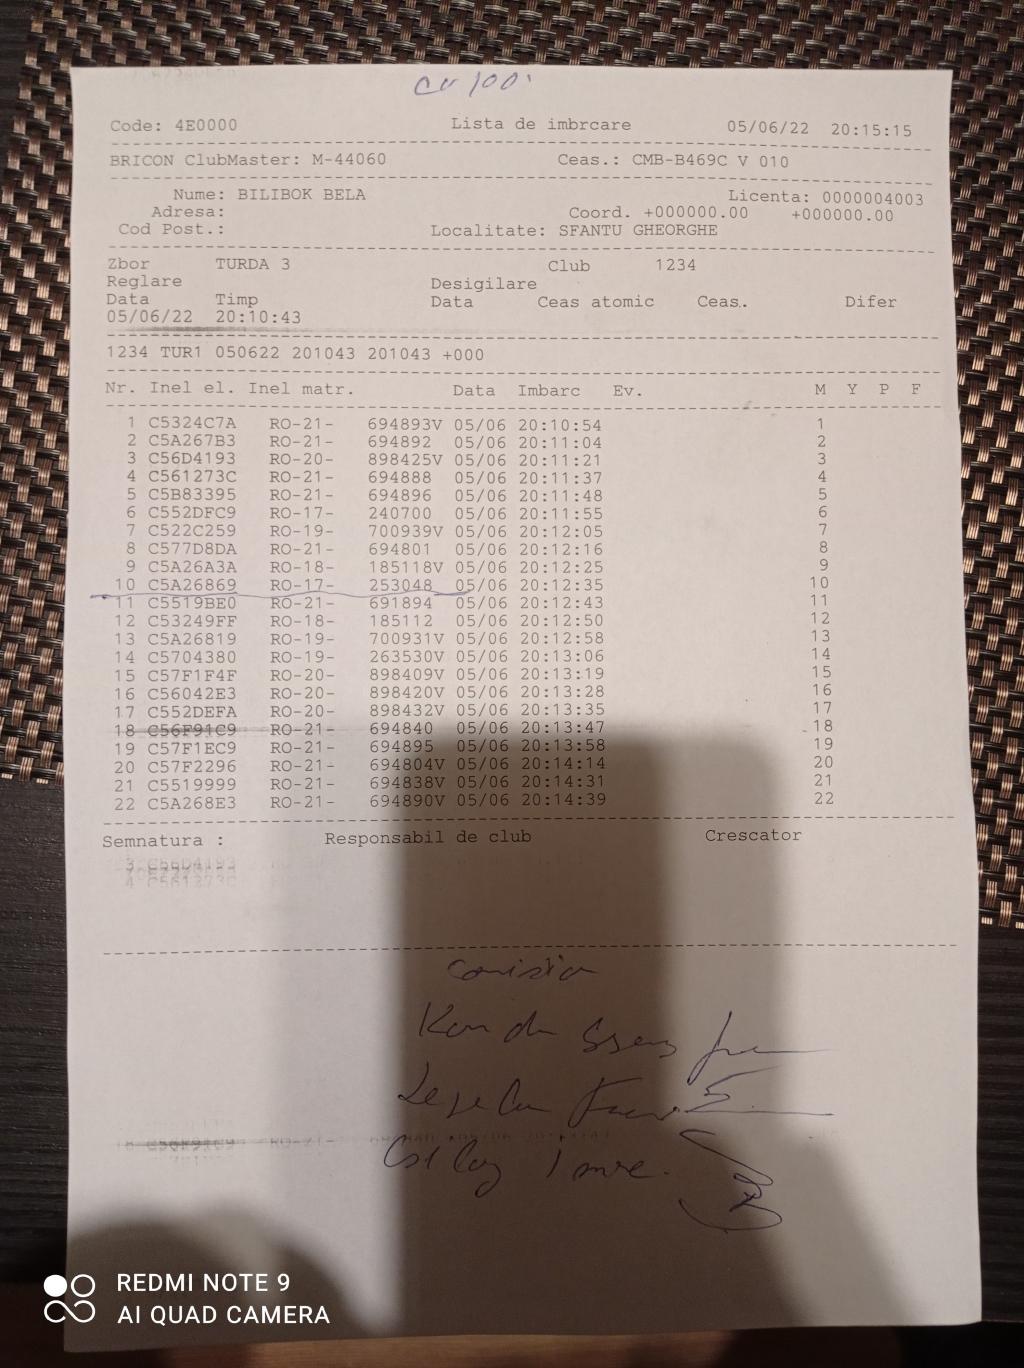 Code: 4E0000 Lista de imbrcare 05/06/22 20:15:15
BRICON ClubMaster: M-44060 Ceas.: CMB-B469C V 010
Nume: BILIBOK BELA Licenta: 0000004003
Adresa: Coord. +000000.00 +000000.00
Cod Post.: Localitate: SFANTU GHEORGHE
Zbor TURDA 3 Club 1234
Reglare Desigilare
Data Timp Data Ceas atomic Ceas.. Difer
05/06/22 20:10:43
1234 TUR1 050622 201043 201043 +000
Nr. Inel el. Inel matr. Data Imbarc Ev. M Y P F
1 C5324C7A RO-21- 694893V 05/06 20:10:54 1
2 C5A267B3 RO-21- 694892 05/06 20:11:04 2
3 C56D4193 RO-20- 898425V 05/06 20:11:21 3
4 C561273C RO-21- 694888 05/06 20:11:37 4
5 C5B83395 RO-21- 694896 05/06 20:11:48 5
6 C552DFC9 RO-17- 240700 05/06 20:11:55 6
7 C522C259 RO-19- 700939V 05/06 20:12:05 7
8 C577D8DA RO-21- 694801 05/06 20:12:16 8
9 C5A26A3A RO-18- 185118V 05/06 20:12:25 9
10 C5A26869 RO-17- 253048 05/06 20:12:35 10
11 C5519BE0 RO-21- 691894 05/06 20:12:43 11
12 C53249FF RO-18- 185112 05/06 20:12:50 12
13 C5A26819 RO-19- 700931V 05/06 20:12:58 13
14 C5704380 RO-19- 263530V 05/06 20:13:06 14
15 C57F1F4F RO-20- 898409V 05/06 20:13:19 15
16 C56042E3 RO-20- 898420V 05/06 20:13:28 16
17 C552DEFA RO-20- 898432V 05/06 20:13:35 17
18 C56F91C9 RO-21- 694840 05/06 20:13:47 18
19 C57F1EC9 RO-21- 694895 05/06 20:13:58 19
20 C57F2296 RO-21- 694804V 05/06 20:14:14 20
21 C5519999 RO-21- 694838V 05/06 20:14:31 21
22 C5A268E3 RO-21- 694890V 05/06 20:14:39 22
Semnatura : Responsabil de club Crescator
3 C56D4193
4 C561273C
Comisia
Imre.
REDMI NOTE 9
AI QUAD CAMERA